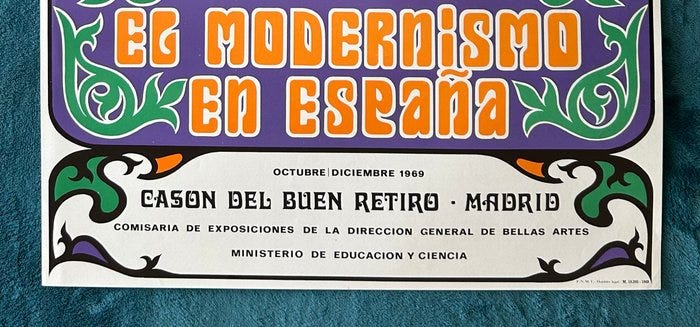 EL MODERNISMO
EN ESPAÑA
OCTUBRE|DICIEMBRE 1969
CASON DEL BUEN RETIRO · MADRID
COMISARIA DE EXPOSICIONES DE LA DIRECCION GENERAL DE BELLAS ARTES
MINISTERIO DE EDUCACION Y CIENCIA